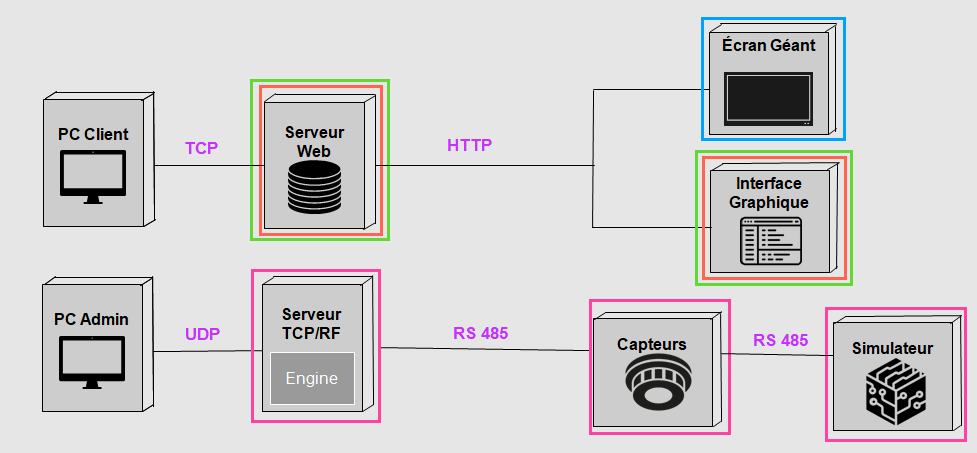 Écran Géant
PC Client
TCP
Serveur
Web
HTTP
Interface
Graphique
PC Admin
UDP
Serveur
TCP/RF
Engine
RS 485
Capteurs
RS 485
Simulateur